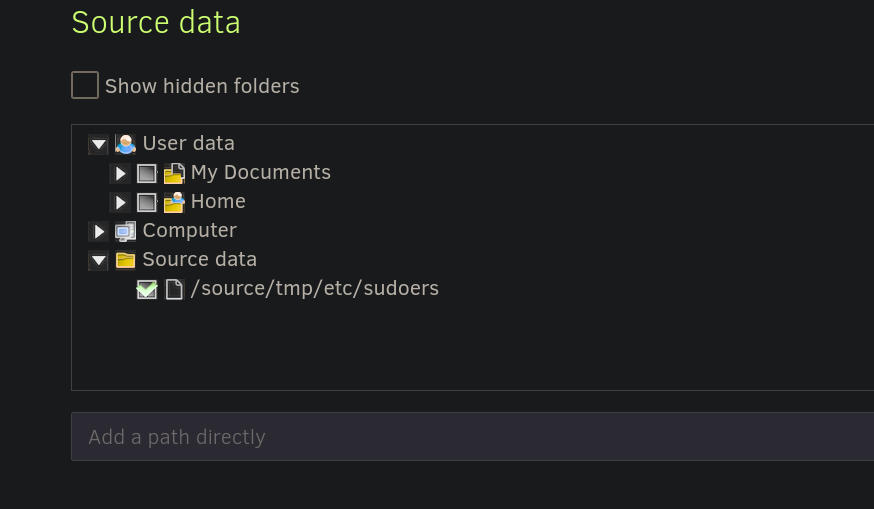 Source data
Show hidden folders
User data
My Documents
Home
Computer
Source data
/source/tmp/etc/sudoers
Add a path directly